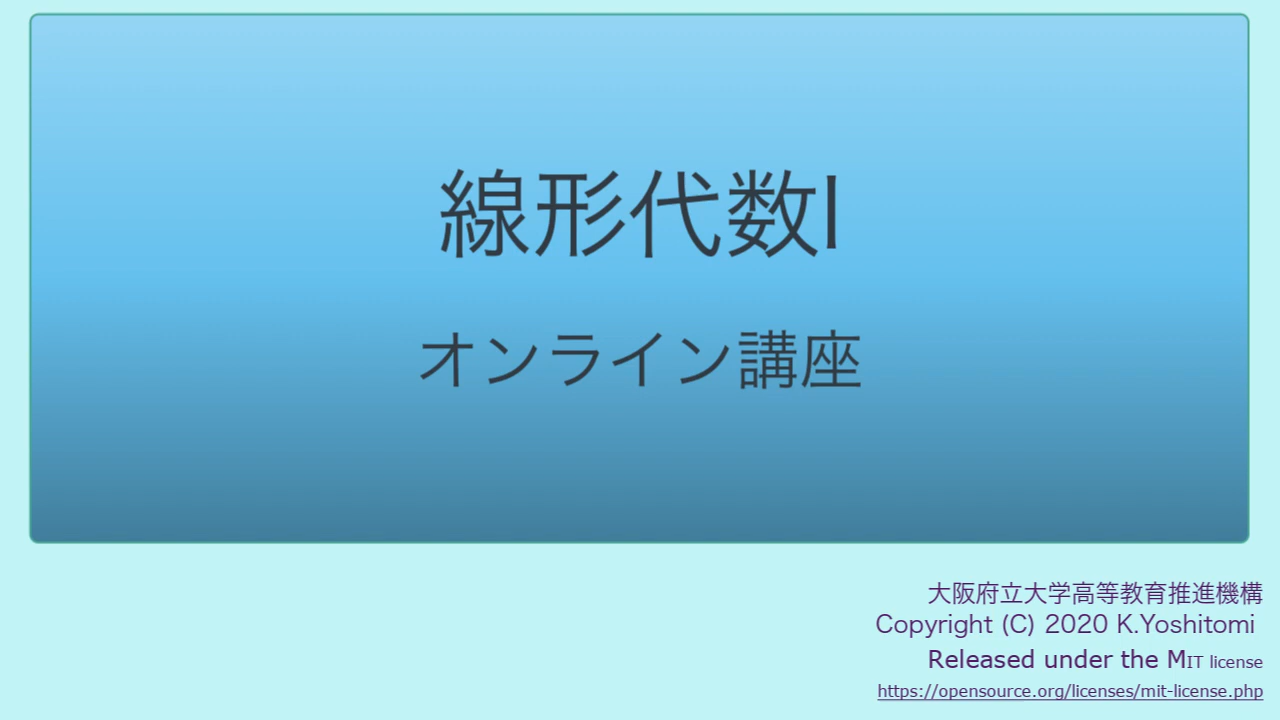 線形代数I
オンライン講座
大阪府立大学高等教育推進機構
Copyright (C) 2020 K.Yoshitomi
Released under the MIT license
https://opensource.org/licenses/mit-license.php